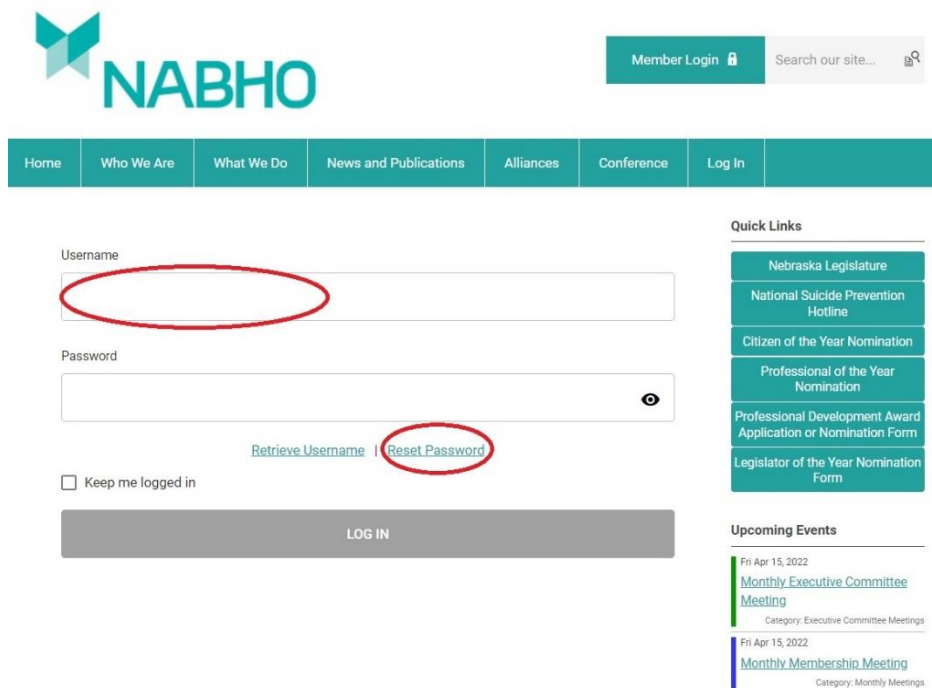 NABHO
Member Login
Search our site...
Home
Who We Are
What We Do
News and Publications
Alliances
Conference
Log In
Username
Password
Retrieve Username | Reset Password
Keep me logged in
LOG IN
Quick Links
Nebraska Legislature
National Suicide Prevention
Hotline
Citizen of the Year Nomination
Professional of the Year
Nomination
Professional Development Award
Application or Nomination Form
Legislator of the Year Nomination
Form
Upcoming Events
Fri Apr 15, 2022
Monthly Executive Committee
Meeting
Category: Executive Committee Meetings
Fri Apr 15, 2022
Monthly Membership Meeting
Category: Monthly Meetings